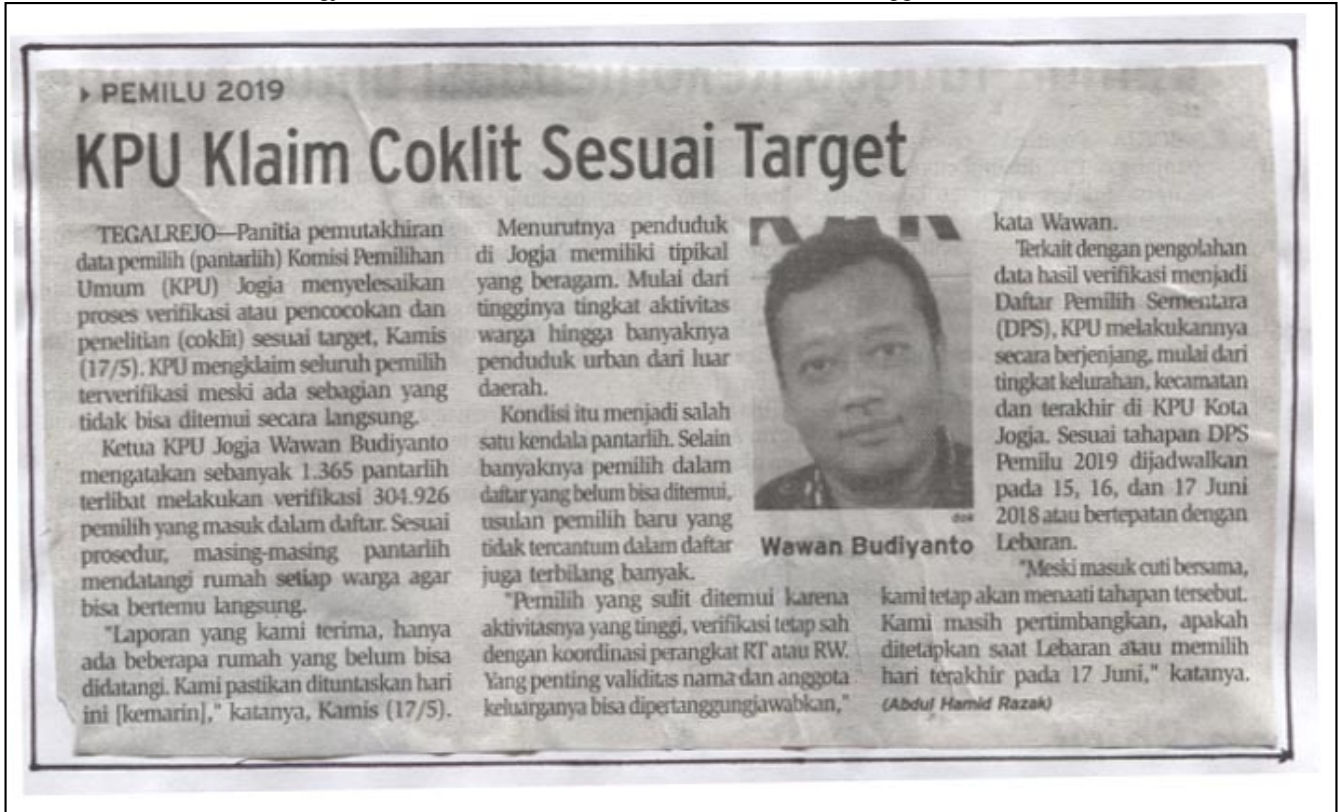 PEMILU 2019
KPU Klaim Coklit Sesuai Target
TEGALREJO—Panitia pemutakhiran
data pemilih (pantarlih) Komisi Pemilihan
Umum (KPU) Jogja menyelesaikan
proses verifikasi atau pencocokan dan
penelitian (coklit) sesuai target, Kamis
(17/5). KPU mengklaim seluruh pemilih
terverifikasi meski ada sebagian yang
tidak bisa ditemui secara langsung.
Ketua KPU Jogja Wawan Budiyanto
mengatakan sebanyak 1.365 pantarlih
terlibat melakukan verifikasi 304.926
pemilih yang masuk dalam daftar. Sesuai
prosedur, masing-masing pantarlih
mendatangi rumah setiap warga agar
bisa bertemu langsung.
"Laporan yang kami terima, hanya
ada beberapa rumah yang belum bisa
didatangi. Kami pastikan dituntaskan hari
ini [kemarin]," katanya, Kamis (17/5).
Menurutnya penduduk
di Jogja memiliki tipikal
yang beragam. Mulai dari
tingginya tingkat aktivitas
warga hingga banyaknya
penduduk urban dari luar
daerah.
Kondisi itu menjadi salah
satu kendala pantarlih. Selain
banyaknya pemilih dalam
daftar yang belum bisa ditemui,
usulan pemilih baru yang
tidak tercantum dalam daftar
juga terbilang banyak.
"Pemilih yang sulit ditemui karena
aktivitasnya yang tinggi, verifikasi tetap sah
dengan koordinasi perangkat RT atau RW.
Yang penting validitas nama dan anggota
keluarganya bisa dipertanggungjawabkan,"
dok
Wawan Budiyanto
kata Wawan.
Terkait dengan pengolahan
data hasil verifikasi menjadi
Daftar Pemilih Sementara
(DPS), KPU melakukannya
secara berjenjang, mulai dari
tingkat kelurahan, kecamatan
dan terakhir di KPU Kota
Jogja. Sesuai tahapan DPS
Pemilu 2019 dijadwalkan
pada 15, 16, dan 17 Juni
2018 atau bertepatan dengan
Lebaran.
"Meski masuk cuti bersama,
kami tetap akan menaati tahapan tersebut.
Kami masih pertimbangkan, apakah
ditetapkan saat Lebaran atau memilih
hari terakhir pada 17 Juni," katanya.
(Abdul Hamid Razak)